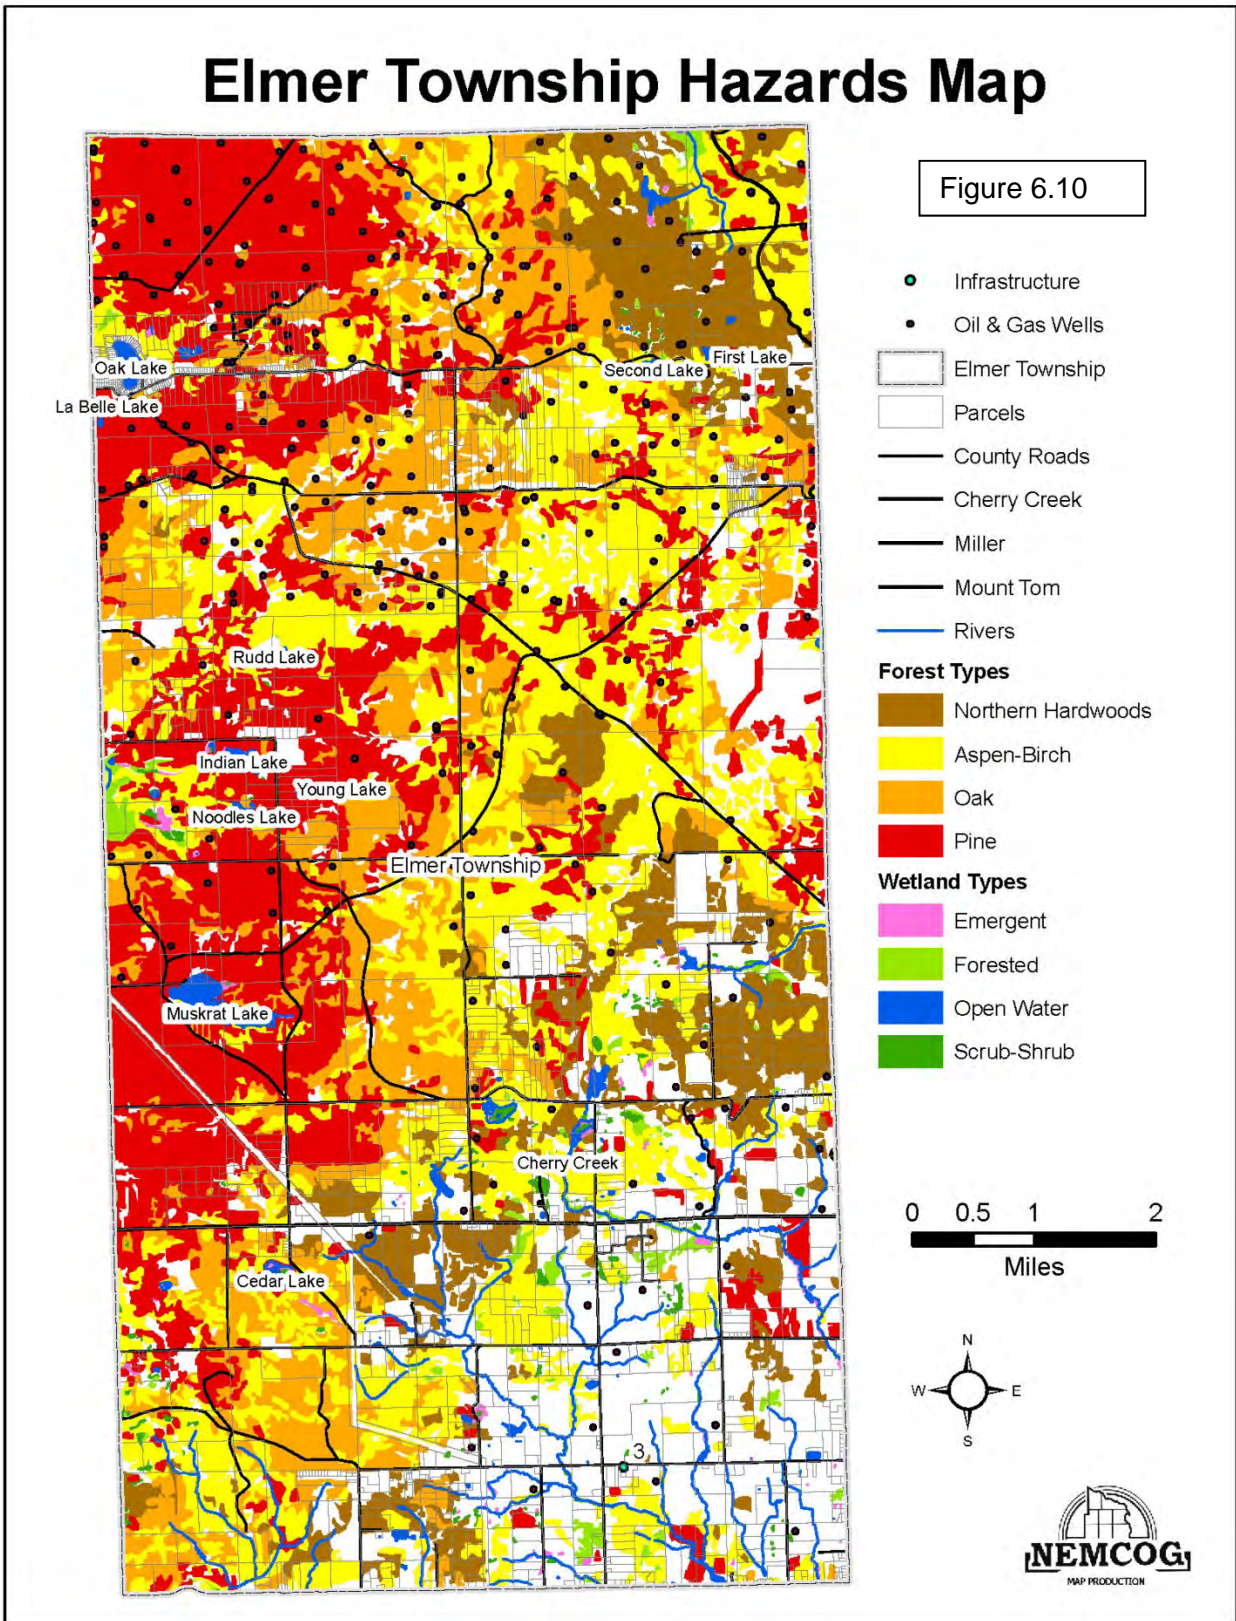 Elmer Township Hazards Map
Figure 6.10
Infrastructure
Oil & Gas Wells
Elmer Township
Parcels
County Roads
Cherry Creek
Miller
Mount Tom
Rivers
Forest Types
Northern Hardwoods
Aspen-Birch
Oak
Pine
Wetland Types
Emergent
Forested
Open Water
Scrub-Shrub
First Lake
Second Lake
Oak Lake
La Belle Lake
Rudd Lake
Indian Lake
Young Lake
Noodles Lake
Elmer Township
Muskrat Lake
Cherry Creek
Cedar Lake
3
0 0.5 1 2
Miles
N
W E
S
NEMCOG
MAP PRODUCTION